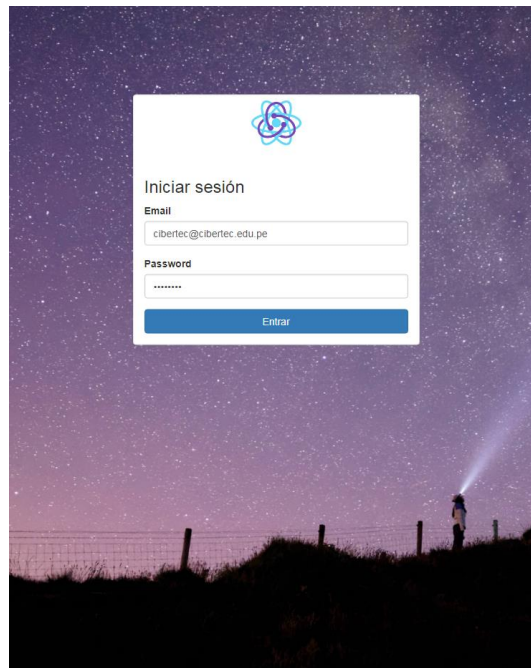 Iniciar sesión
Email
cibertec@cibertec.edu.pe
Password
••••••••
Entrar